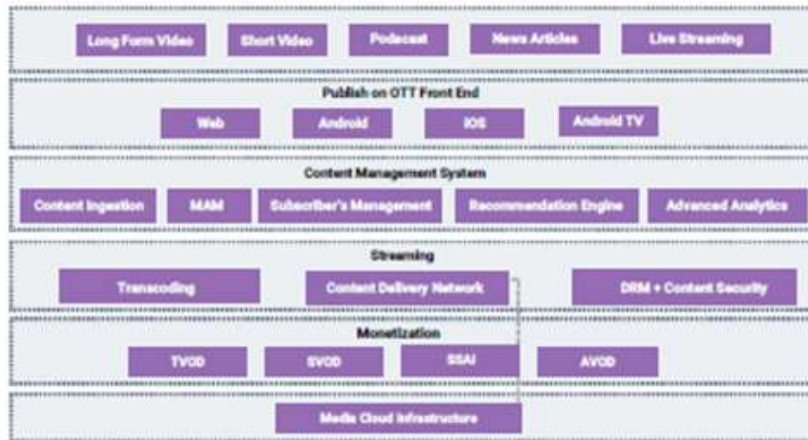 Long Form Video Short Video Podecast News Articles Live Streaming
Publish on OTT Front End
Web Android IOS Android TV
Content Management System
Content Ingestion MAM Subscriber's Management Recommendation Engine Advanced Analytics
Streaming
Transcoding Content Delivery Network DRM + Content Security
Monetization
TVOD SVOD SSAI AVOD
Media Cloud Infrastructure